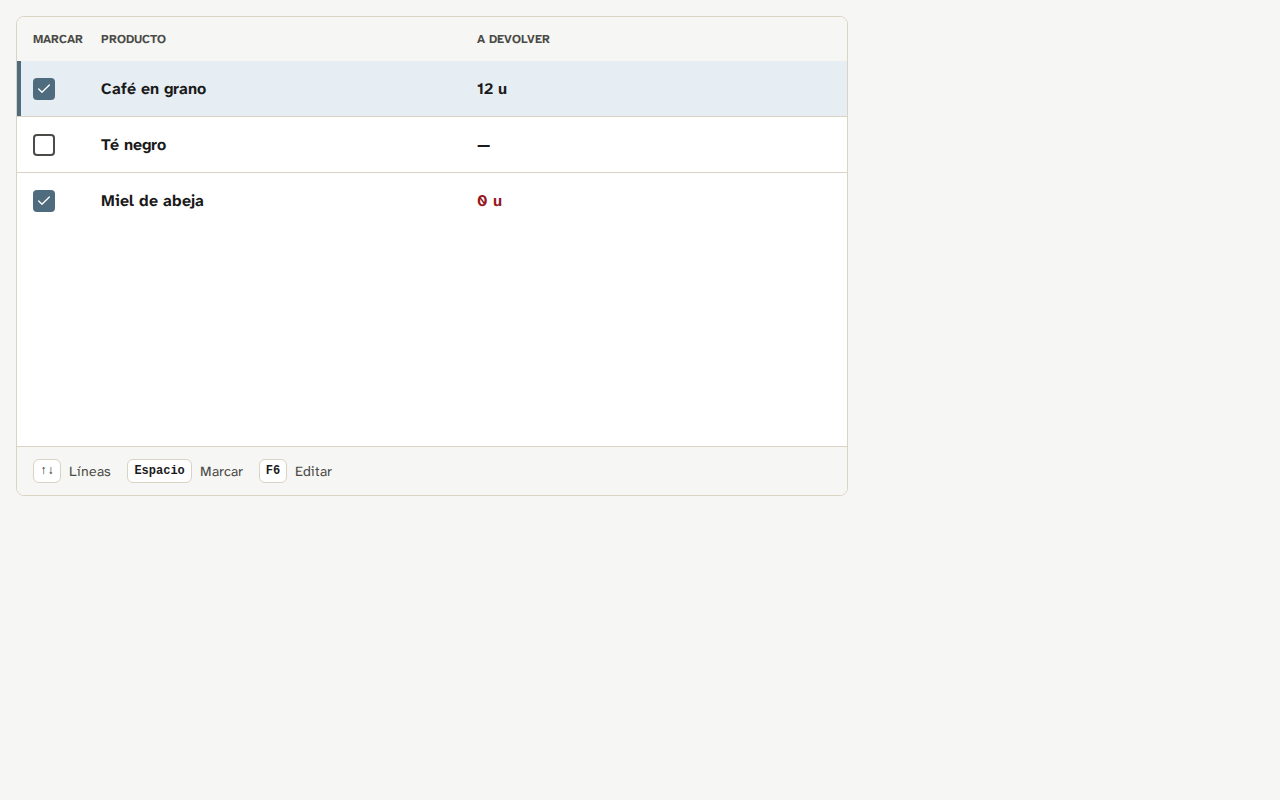 MARCAR PRODUCTO A DEVOLVER
Café en grano 12 u
Té negro —
Miel de abeja 0 u
↑↓ Líneas Espacio Marcar F6 Editar